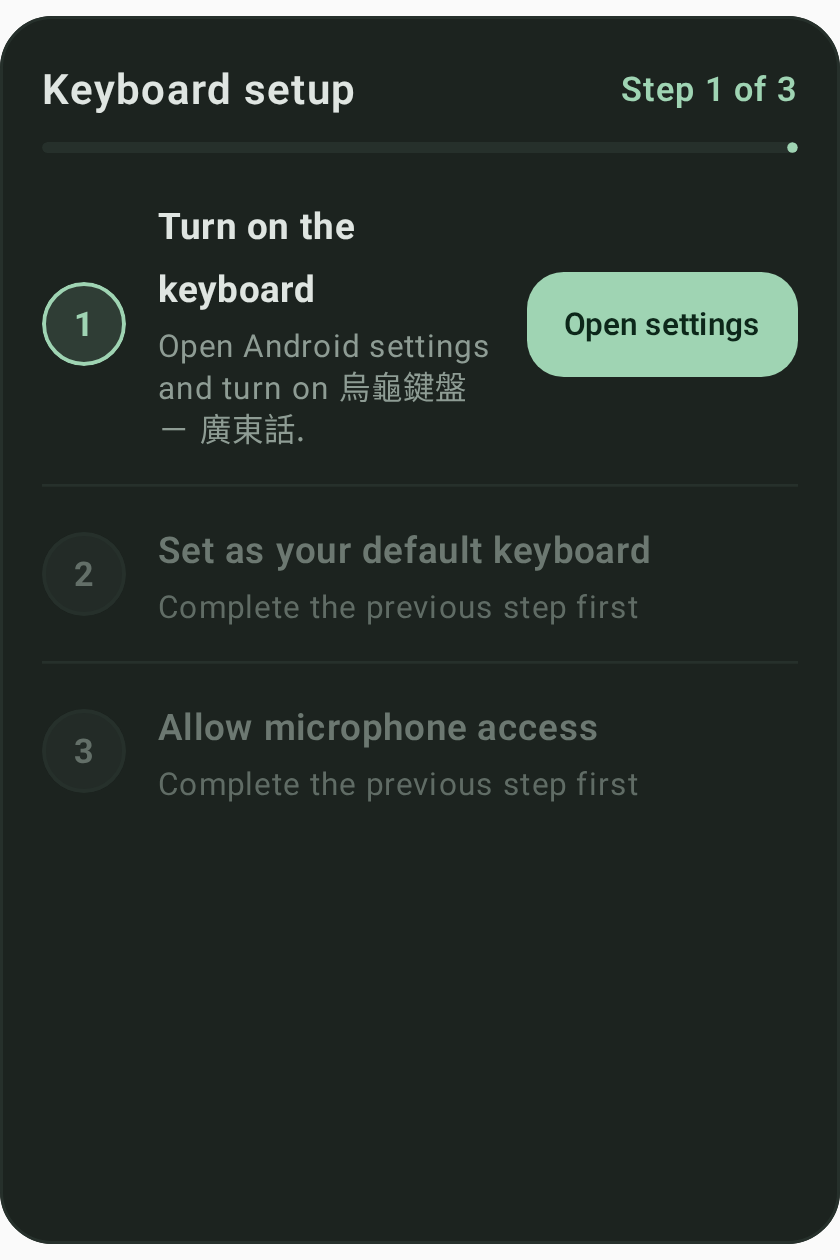 Keyboard setup
Step 1 of 3
Turn on the
keyboard
1
Open settings
Open Android settings
and turn on 烏龜鍵盤
－ 廣東話.
2
Set as your default keyboard
Complete the previous step first
3
Allow microphone access
Complete the previous step first